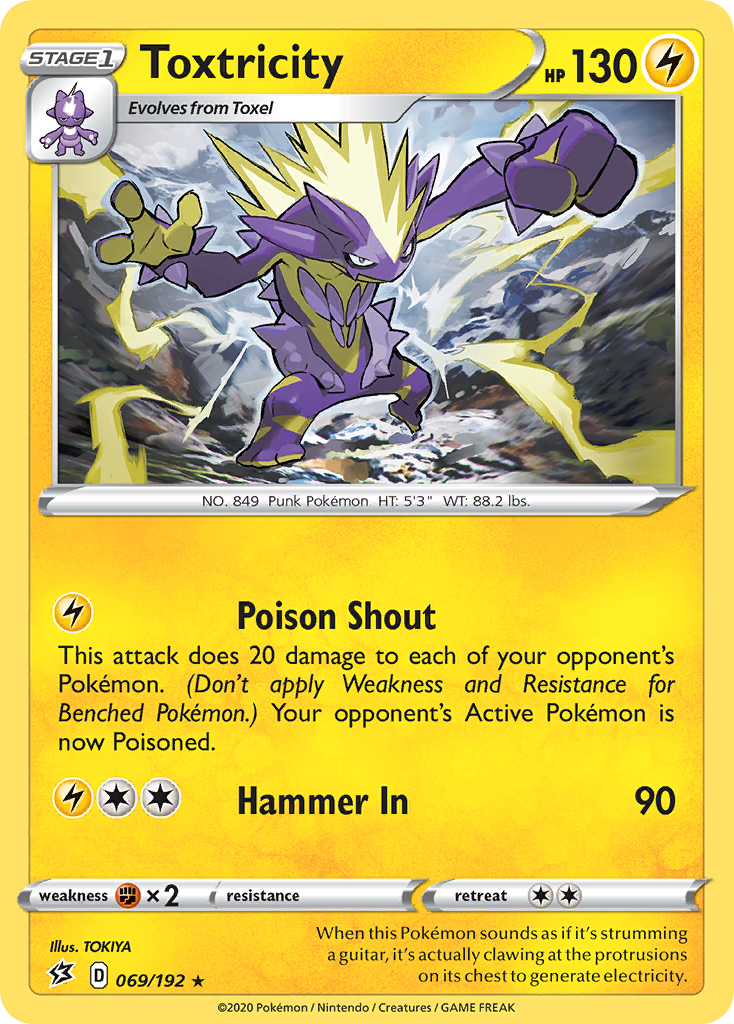 STAGE 1
Toxtricity
HP 130
Evolves from Toxel
NO. 849 Punk Pokémon HT: 5'3" WT: 88.2 lbs.
Poison Shout
This attack does 20 damage to each of your opponent's
Pokémon. (Don't apply Weakness and Resistance for
Benched Pokémon.) Your opponent's Active Pokémon is
now Poisoned.
Hammer In 90
weakness ×2 resistance retreat
Illus. TOKIYA
When this Pokémon sounds as if it's strumming
a guitar, it's actually clawing at the protrusions
on its chest to generate electricity.
D 069/192 ★
©2020 Pokémon / Nintendo / Creatures / GAME FREAK